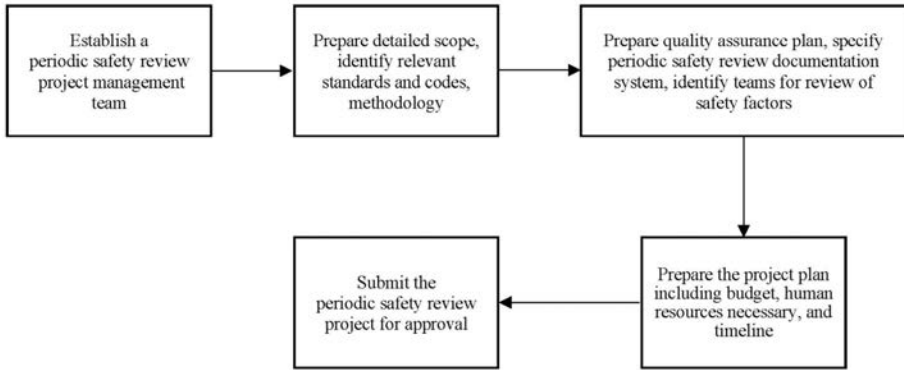 Establish a
periodic safety review
project management
team
Prepare detailed scope,
identify relevant
standards and codes,
methodology
Prepare quality assurance plan, specify
periodic safety review documentation
system, identify teams for review of
safety factors
Prepare the project plan
including budget, human
resources necessary, and
timeline
Submit the
periodic safety review
project for approval